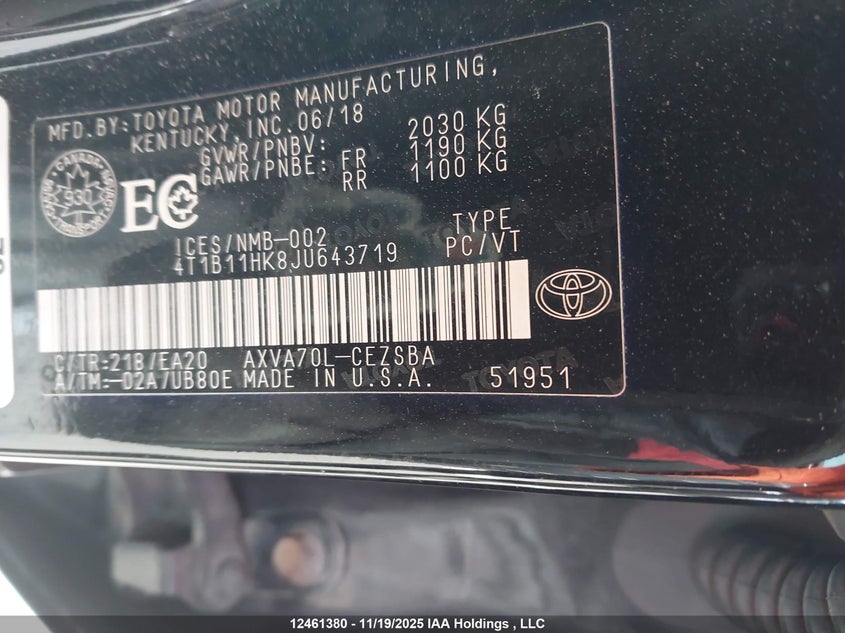 MFD.BY:TOYOTA MOTOR MANUFACTURING,
KENTUCKY, INC. 06/18
GVWR/PNBV: 2030 KG
GAWR/PNBE: FR 1190 KG
RR 1100 KG
930
EC
ICES/NMB-002
TYPE
4T1B11HK8JU643719
PC/VT
C/TR:21B/EA20 AXVA70L-CEZSBA
A/TM:-02A/UB80E MADE IN U.S.A. 51951
12461380 - 11/19/2025 IAA Holdings , LLC